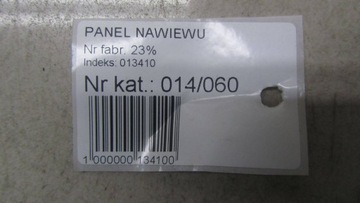 PANEL NAWIEWU
Nr fabr. 23%
Indeks: 013410
Nr kat.: 014/060
1 000000 134100